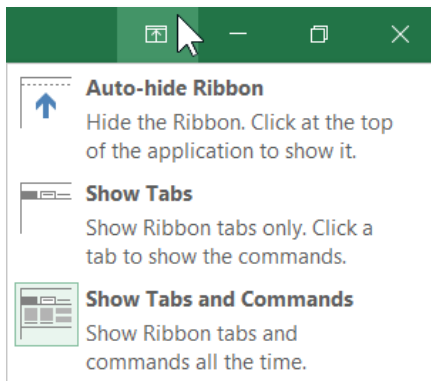 Auto-hide Ribbon
Hide the Ribbon. Click at the top
of the application to show it.
Show Tabs
Show Ribbon tabs only. Click a
tab to show the commands.
Show Tabs and Commands
Show Ribbon tabs and
commands all the time.